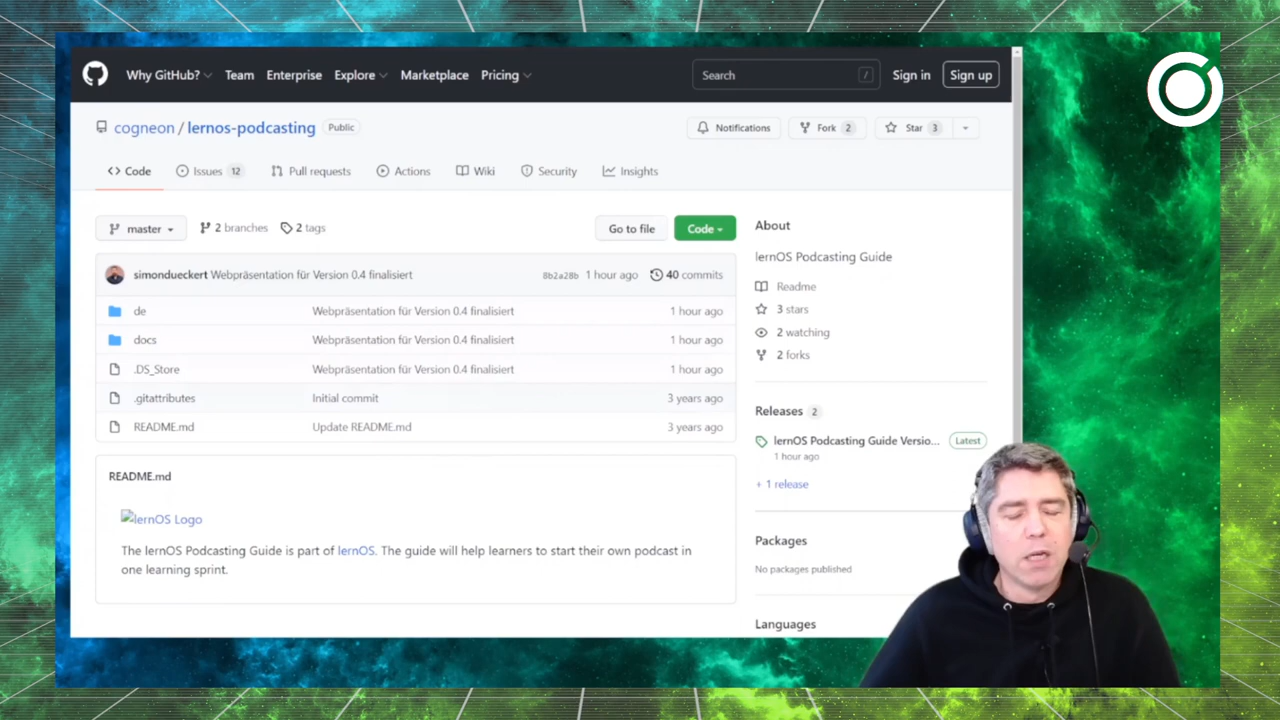 Why GitHub? Team Enterprise Explore Marketplace Pricing Search / Sign in Sign up
cogneon / lernos-podcasting Public Notifications Fork 2 Star 3
Code Issues 12 Pull requests Actions Wiki Security Insights
master 2 branches 2 tags Go to file Code
simondueckert Webpräsentation für Version 0.4 finalisiert 8b2a28b 1 hour ago 40 commits
de Webpräsentation für Version 0.4 finalisiert 1 hour ago
docs Webpräsentation für Version 0.4 finalisiert 1 hour ago
.DS_Store Webpräsentation für Version 0.4 finalisiert 1 hour ago
.gitattributes Initial commit 3 years ago
README.md Update README.md 3 years ago
README.md
lernOS Logo
The lernOS Podcasting Guide is part of lernOS. The guide will help learners to start their own podcast in
one learning sprint.
About
lernOS Podcasting Guide
Readme
3 stars
2 watching
2 forks
Releases 2
lernOS Podcasting Guide Versio... Latest
1 hour ago
+ 1 release
Packages
No packages published
Languages